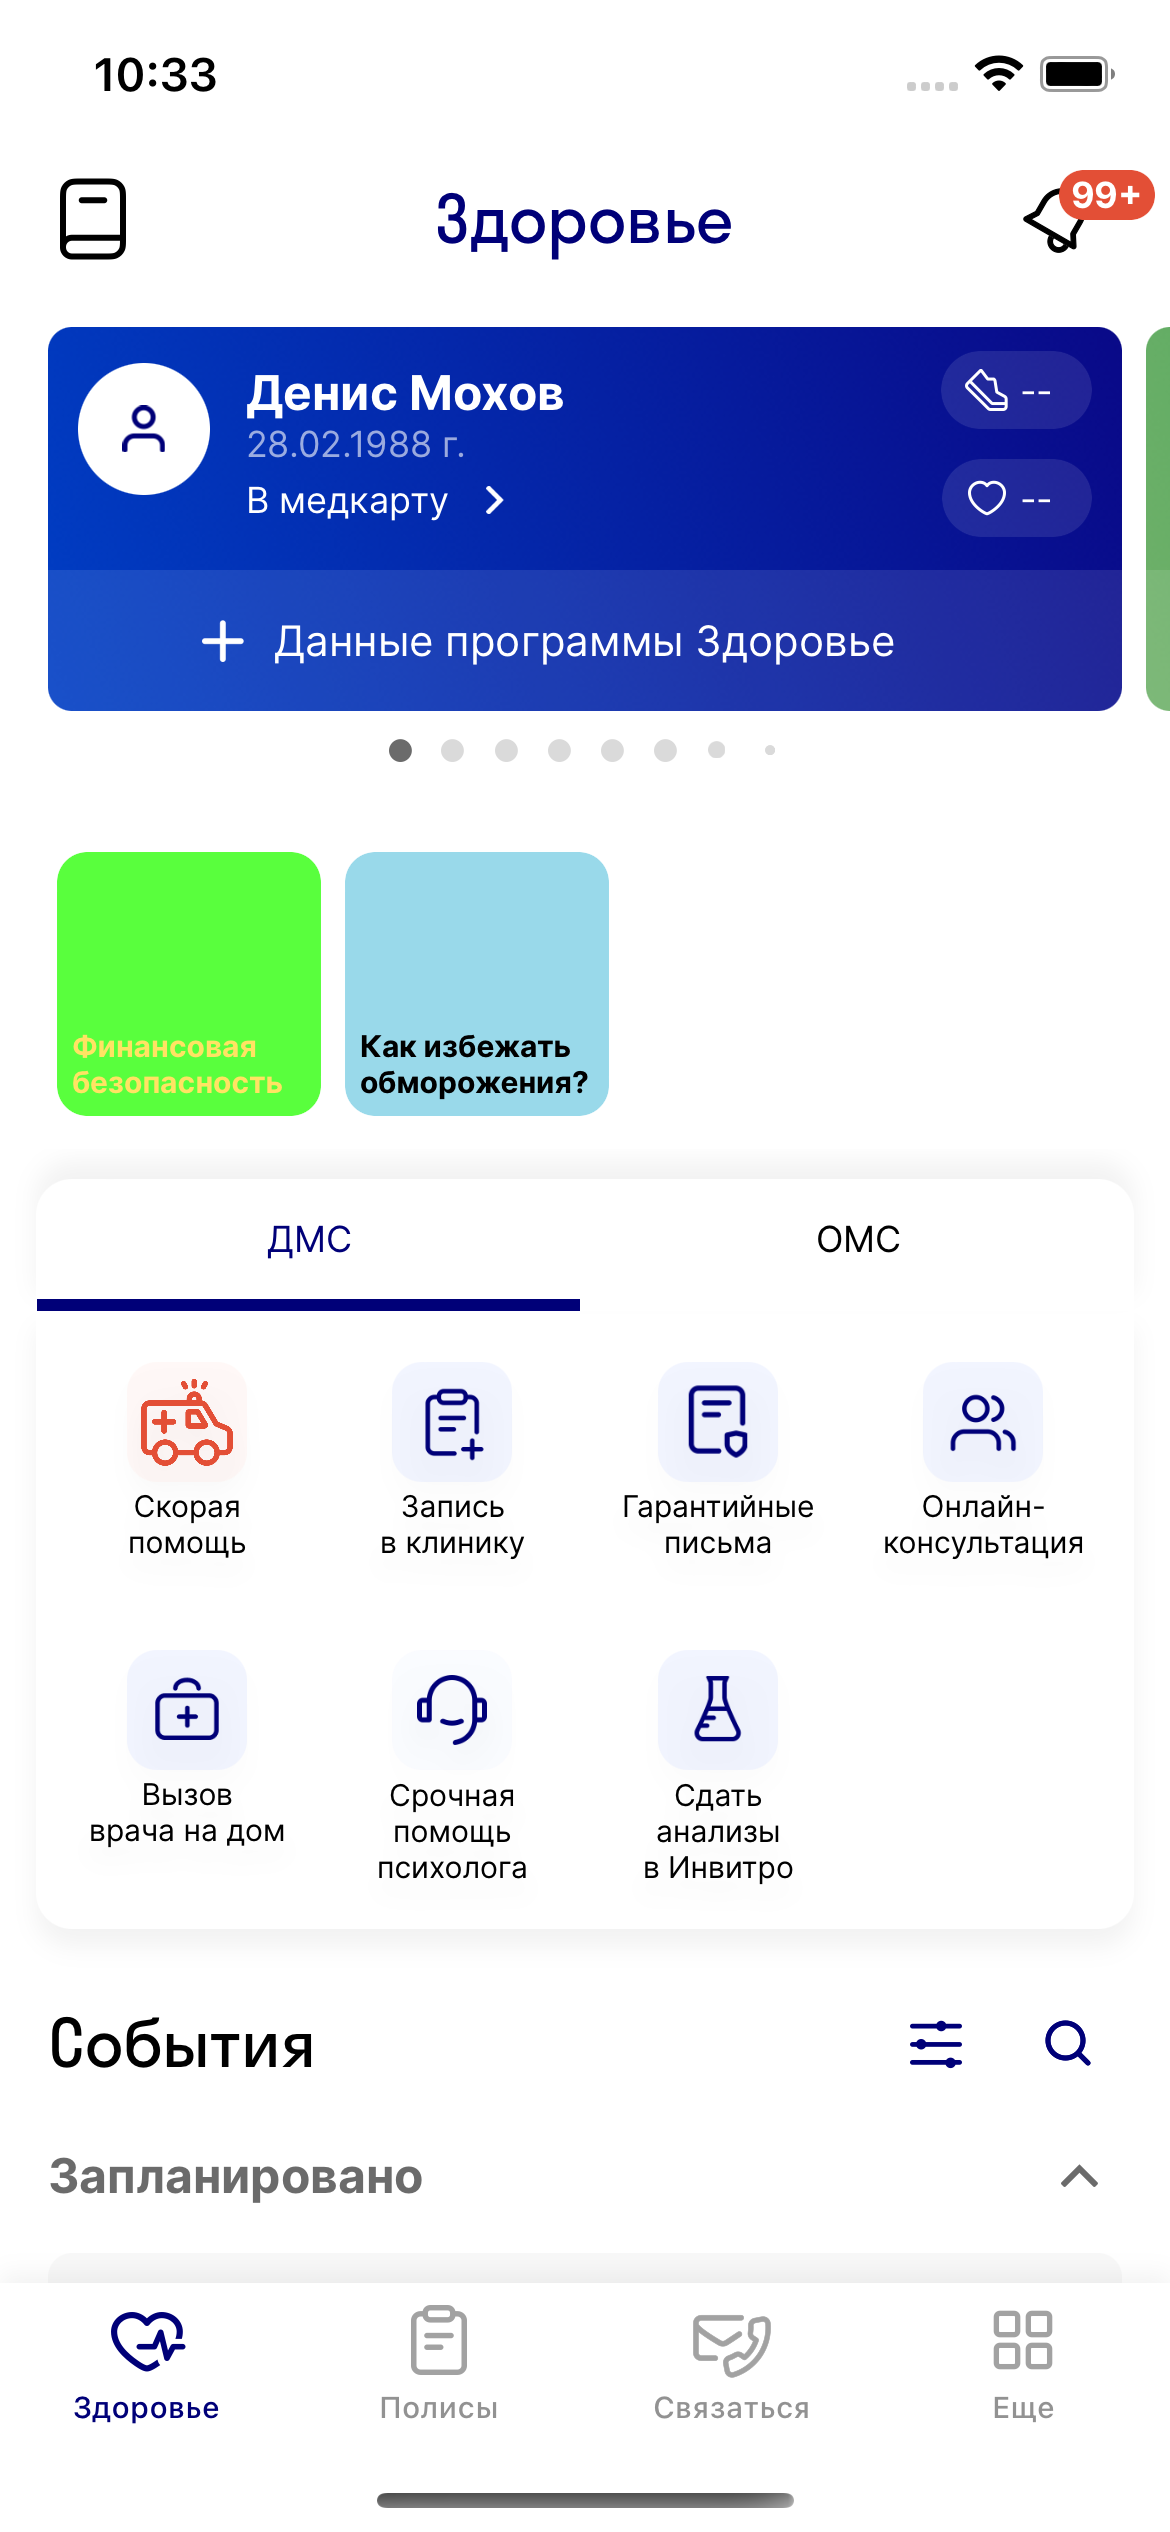 10:33
Здоровье
99+
Денис Мохов
28.02.1988 г.
В медкарту
--
--
Данные программы Здоровье
Финансовая
безопасность
Как избежать
обморожения?
ДМС
ОМС
Скорая
помощь
Запись
в клинику
Гарантийные
письма
Онлайн-
консультация
Вызов
врача на дом
Срочная
помощь
психолога
Сдать
анализы
в Инвитро
События
Запланировано
Здоровье
Полисы
Связаться
Еще